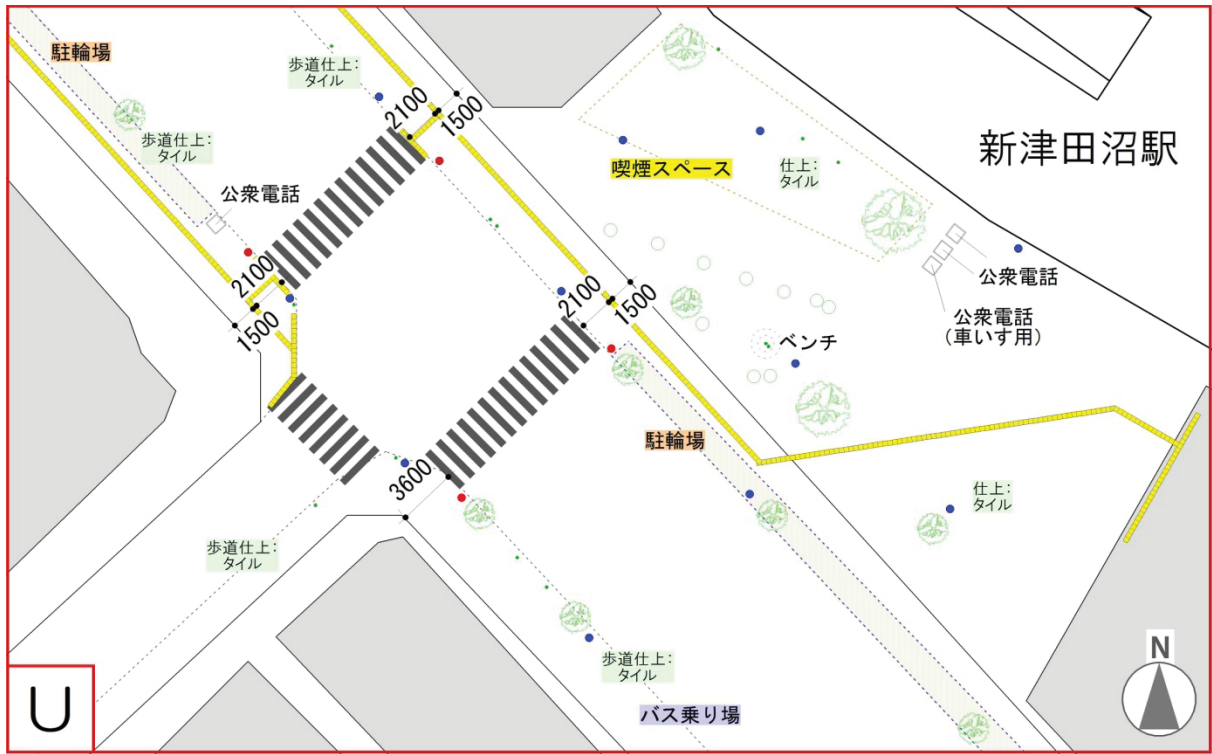 駐輪場
歩道仕上:
タイル
歩道仕上:
タイル
2100
1500
喫煙スペース
仕上:
タイル
新津田沼駅
公衆電話
公衆電話
公衆電話
(車いす用)
2100
1500
2100
1500
ベンチ
駐輪場
3600
仕上:
タイル
歩道仕上:
タイル
歩道仕上:
タイル
バス乗り場
N
U